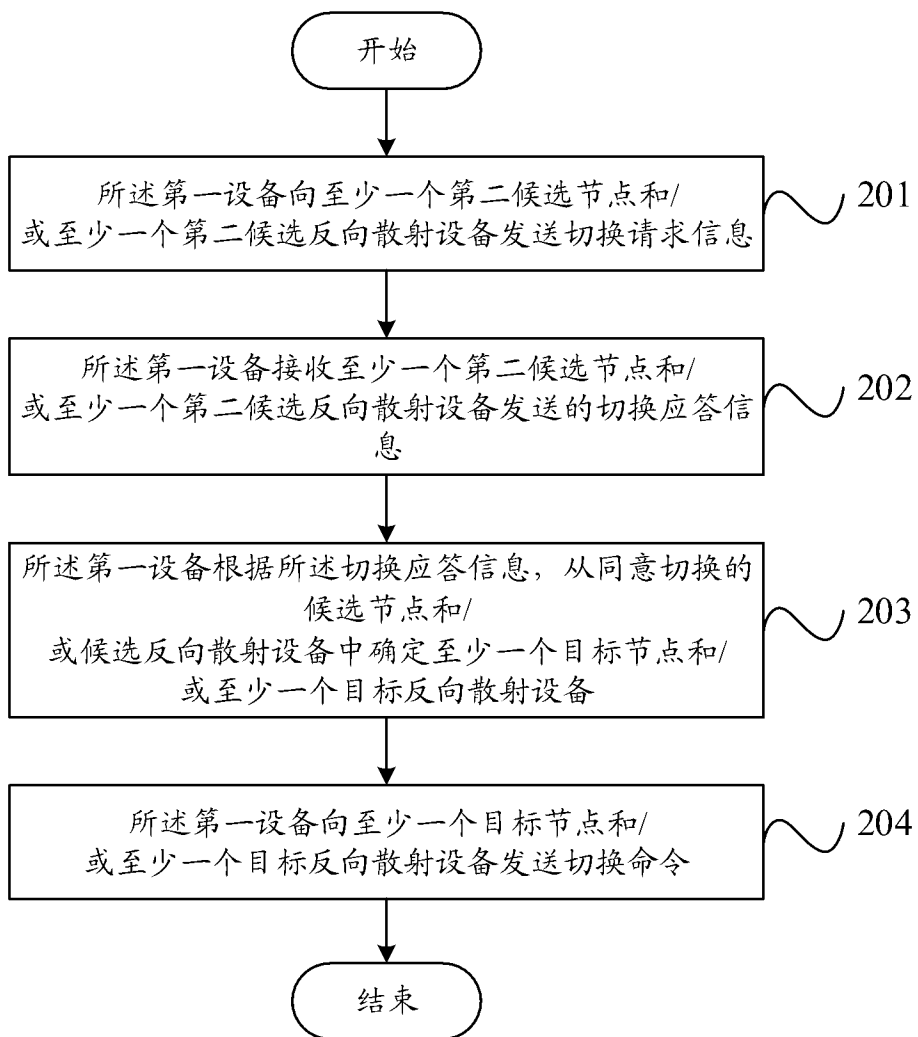 开始
所述第一设备向至少一个第二候选节点和/
或至少一个第二候选反向散射设备发送切换请求信息
201
所述第一设备接收至少一个第二候选节点和/
或至少一个第二候选反向散射设备发送的切换应答信
息
202
所述第一设备根据所述切换应答信息，从同意切换的
候选节点和/
或候选反向散射设备中确定至少一个目标节点和/
或至少一个目标反向散射设备
203
所述第一设备向至少一个目标节点和/
或至少一个目标反向散射设备发送切换命令
204
结束